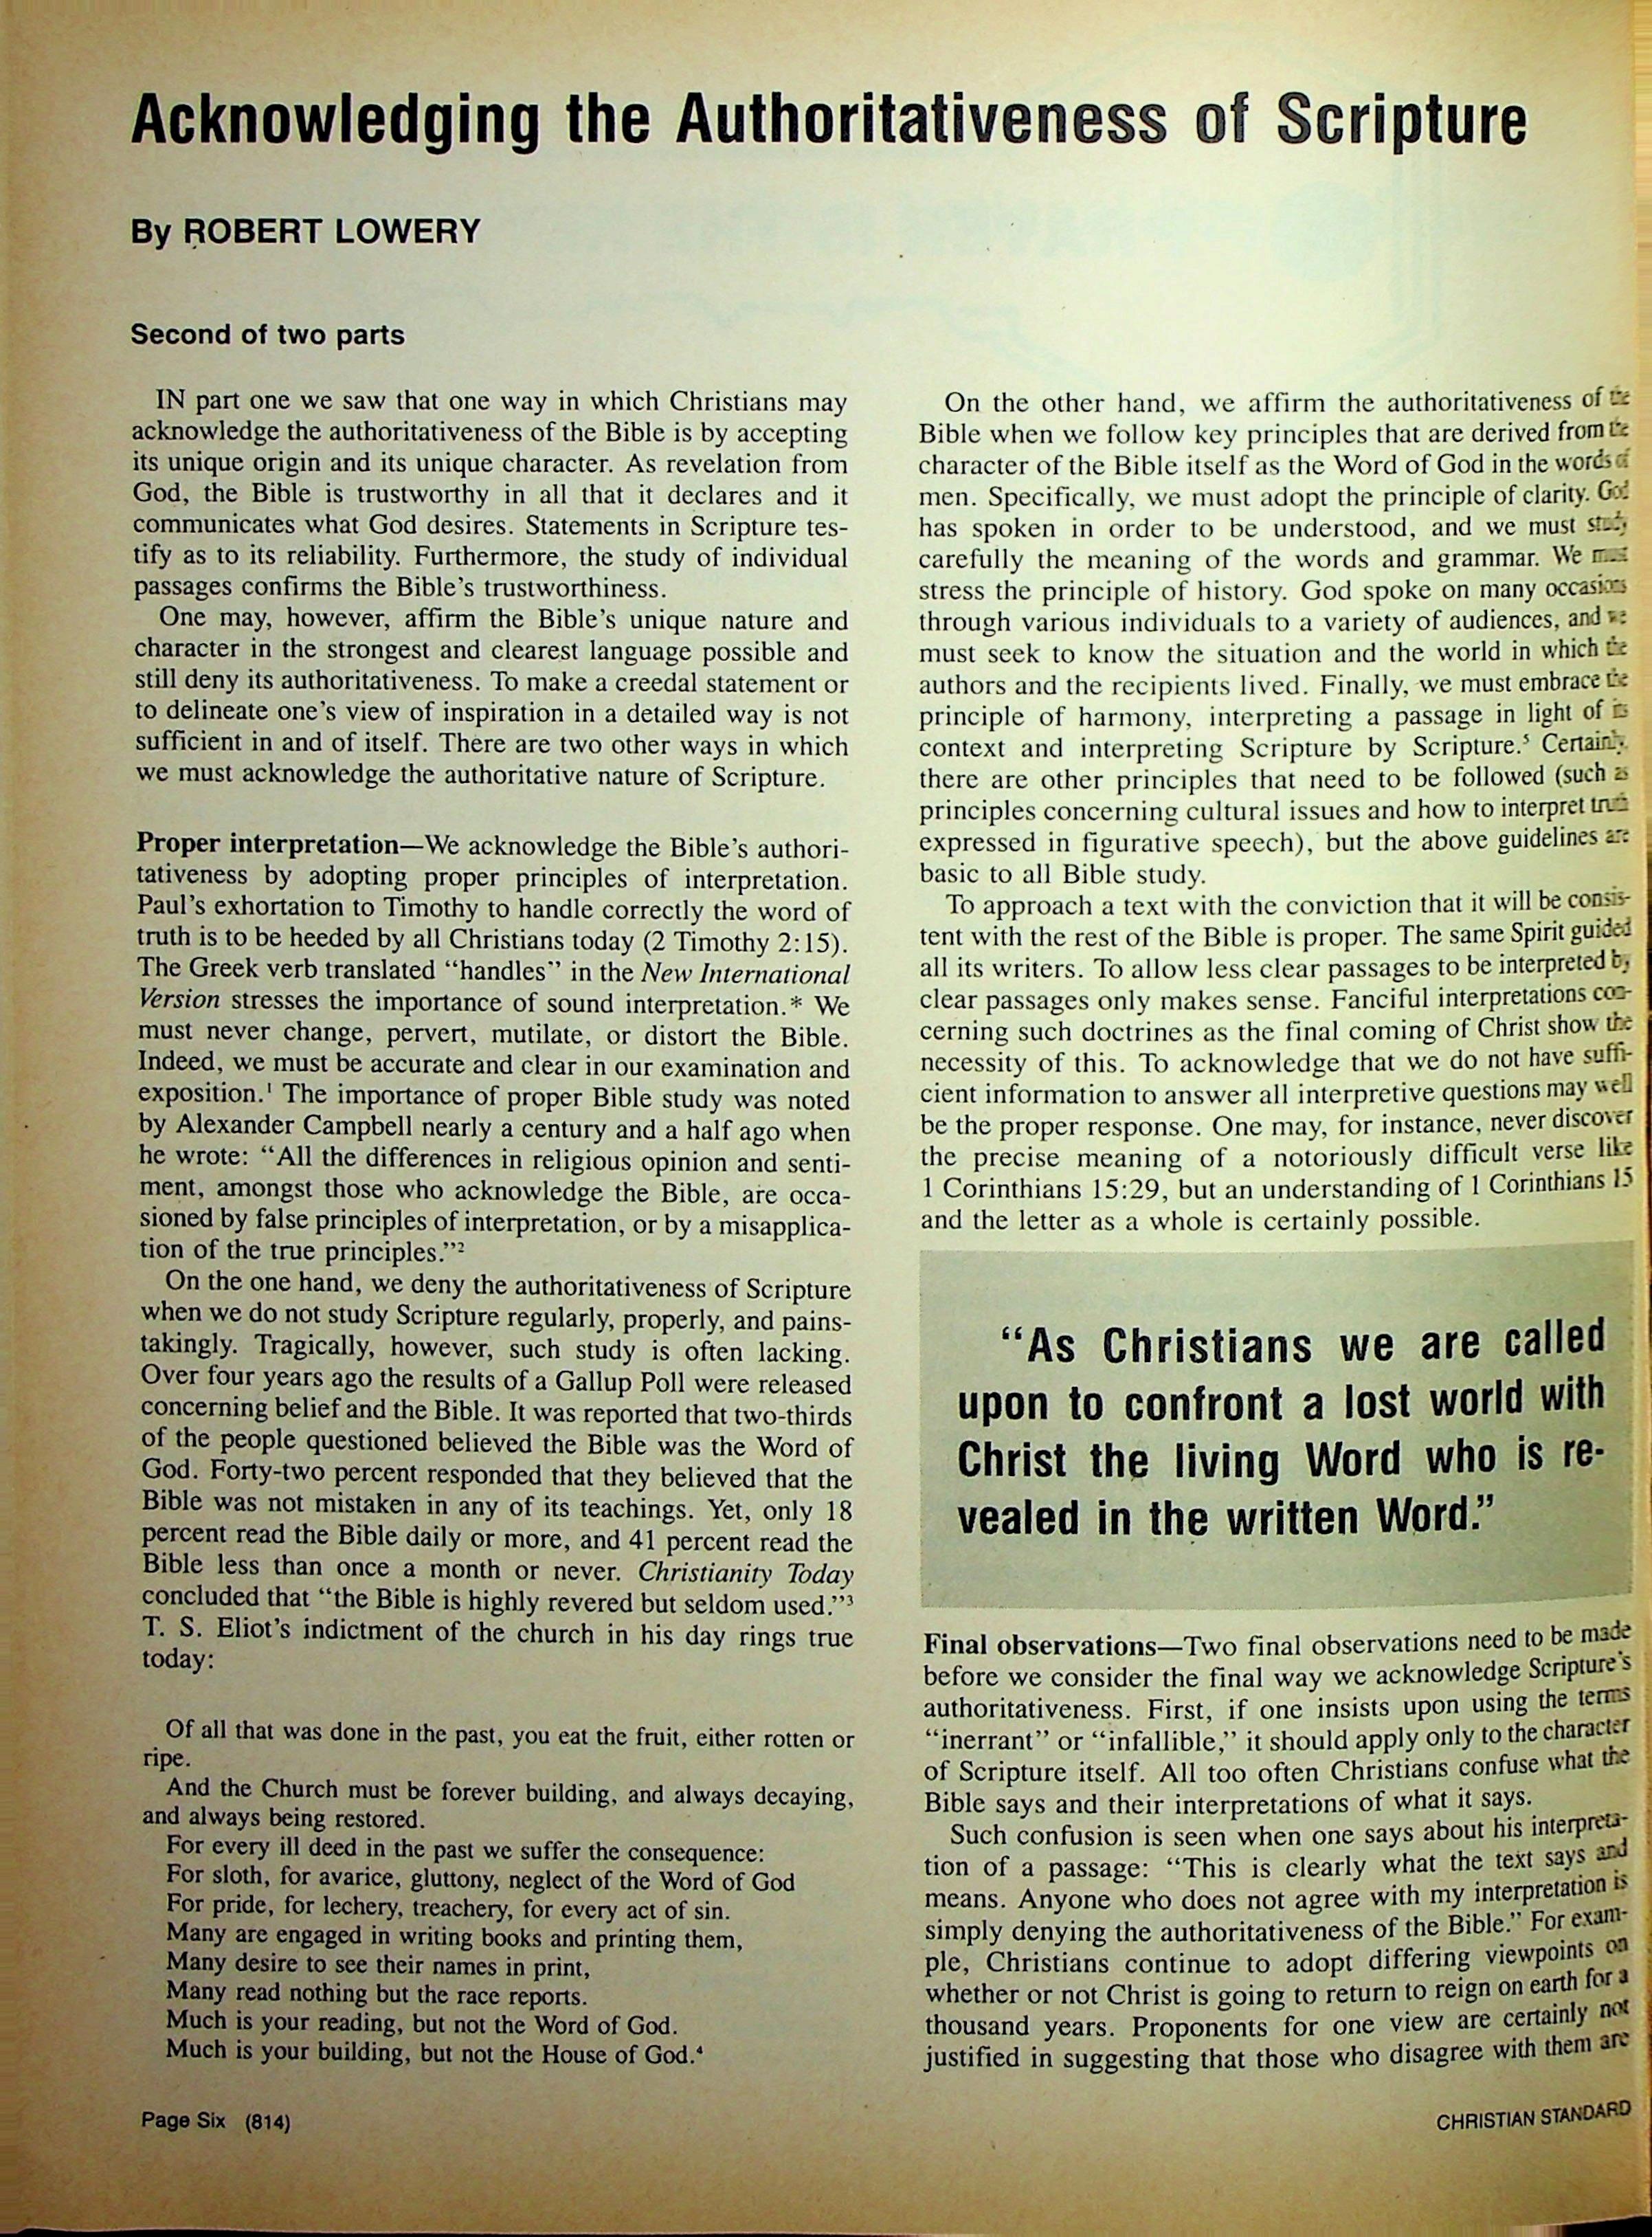 Acknowledging the Authoritativeness of Scripture
By ROBERT LOWERY
Second of two parts
IN part one we saw that one way in which Christians may
acknowledge the authoritativeness of the Bible is by accepting
its unique origin and its unique character. As revelation from
God, the Bible is trustworthy in all that it declares and it
communicates what God desires. Statements in Scripture tes-
tify as to its reliability. Furthermore, the study of individual
passages confirms the Bible's trustworthiness.
One may, however, affirm the Bible's unique nature and
character in the strongest and clearest language possible and
still deny its authoritativeness. To make a creedal statement or
to delineate one's view of inspiration in a detailed way is not
sufficient in and of itself. There are two other ways in which
we must acknowledge the authoritative nature of Scripture.
Proper interpretation—We acknowledge the Bible's authori-
tativeness by adopting proper principles of interpretation.
Paul's exhortation to Timothy to handle correctly the word of
truth is to be heeded by all Christians today (2 Timothy 2:15).
The Greek verb translated "handles" in the New International
Version stresses the importance of sound interpretation.* We
must never change, pervert, mutilate, or distort the Bible.
Indeed, we must be accurate and clear in our examination and
exposition.¹ The importance of proper Bible study was noted
by Alexander Campbell nearly a century and a half ago when
he wrote: "All the differences in religious opinion and senti-
ment, amongst those who acknowledge the Bible, are occa-
sioned by false principles of interpretation, or by a misapplica-
tion of the true principles."²
On the one hand, we deny the authoritativeness of Scripture
when we do not study Scripture regularly, properly, and pains-
takingly. Tragically, however, such study is often lacking.
Over four years ago the results of a Gallup Poll were released
concerning belief and the Bible. It was reported that two-thirds
of the people questioned believed the Bible was the Word of
God. Forty-two percent responded that they believed that the
Bible was not mistaken in any of its teachings. Yet, only 18
percent read the Bible daily or more, and 41 percent read the
Bible less than once a month or never. Christianity Today
concluded that "the Bible is highly revered but seldom used."³
T. S. Eliot's indictment of the church in his day rings true
today:
Of all that was done in the past, you eat the fruit, either rotten or
ripe.
And the Church must be forever building, and always decaying,
and always being restored.
For every ill deed in the past we suffer the consequence:
For sloth, for avarice, gluttony, neglect of the Word of God
For pride, for lechery, treachery, for every act of sin.
Many are engaged in writing books and printing them,
Many desire to see their names in print,
Many read nothing but the race reports.
Much is your reading, but not the Word of God.
Much is your building, but not the House of God.⁴
On the other hand, we affirm the authoritativeness of the
Bible when we follow key principles that are derived from the
character of the Bible itself as the Word of God in the words of
men. Specifically, we must adopt the principle of clarity. God
has spoken in order to be understood, and we must study
carefully the meaning of the words and grammar. We must
stress the principle of history. God spoke on many occasions
through various individuals to a variety of audiences, and we
must seek to know the situation and the world in which the
authors and the recipients lived. Finally, we must embrace the
principle of harmony, interpreting a passage in light of its
context and interpreting Scripture by Scripture.⁵ Certainly,
there are other principles that need to be followed (such as
principles concerning cultural issues and how to interpret truth
expressed in figurative speech), but the above guidelines are
basic to all Bible study.
To approach a text with the conviction that it will be consis-
tent with the rest of the Bible is proper. The same Spirit guided
all its writers. To allow less clear passages to be interpreted by
clear passages only makes sense. Fanciful interpretations con-
cerning such doctrines as the final coming of Christ show the
necessity of this. To acknowledge that we do not have suffi-
cient information to answer all interpretive questions may well
be the proper response. One may, for instance, never discover
the precise meaning of a notoriously difficult verse like
1 Corinthians 15:29, but an understanding of 1 Corinthians 15
and the letter as a whole is certainly possible.
"As Christians we are called
upon to confront a lost world with
Christ the living Word who is re-
vealed in the written Word."
Final observations—Two final observations need to be made
before we consider the final way we acknowledge Scripture's
authoritativeness. First, if one insists upon using the terms
"inerrant" or "infallible," it should apply only to the character
of Scripture itself. All too often Christians confuse what the
Bible says and their interpretations of what it says.
Such confusion is seen when one says about his interpreta-
tion of a passage: "This is clearly what the text says and
means. Anyone who does not agree with my interpretation is
simply denying the authoritativeness of the Bible." For exam-
ple, Christians continue to adopt differing viewpoints on
whether or not Christ is going to return to reign on earth for a
thousand years. Proponents for one view are certainly not
justified in suggesting that those who disagree with them are
Page Six (814)
CHRISTIAN STANDARD